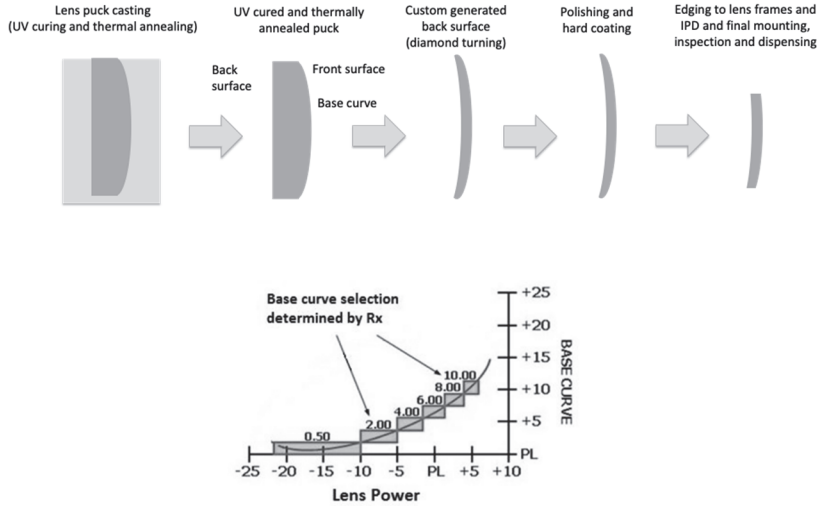 Lens puck casting
(UV curing and thermal annealing)
UV cured and thermally
annealed puck
Custom generated
back surface
(diamond turning)
Polishing and
hard coating
Edging to lens frames and
IPD and final mounting,
inspection and dispensing
Back
surface
Front surface
Base curve
Base curve selection
determined by Rx
+25
+20
+15
+10
+5
PL
BASE CURVE
10.00
8.00
6.00
4.00
2.00
0.50
-25 -20 -15 -10 -5 PL +5 +10
Lens Power